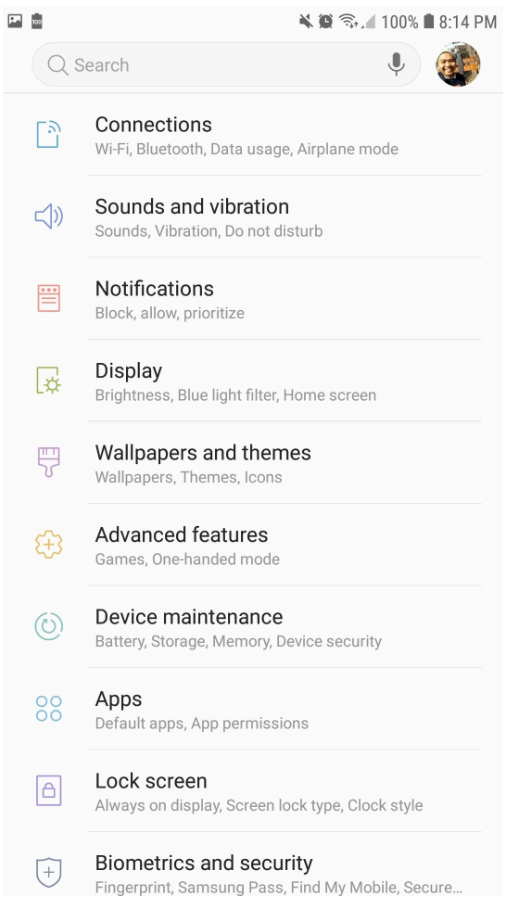 100% 8:14 PM
Search
Connections
Wi-Fi, Bluetooth, Data usage, Airplane mode
Sounds and vibration
Sounds, Vibration, Do not disturb
Notifications
Block, allow, prioritize
Display
Brightness, Blue light filter, Home screen
Wallpapers and themes
Wallpapers, Themes, Icons
Advanced features
Games, One-handed mode
Device maintenance
Battery, Storage, Memory, Device security
Apps
Default apps, App permissions
Lock screen
Always on display, Screen lock type, Clock style
Biometrics and security
Fingerprint, Samsung Pass, Find My Mobile, Secure...